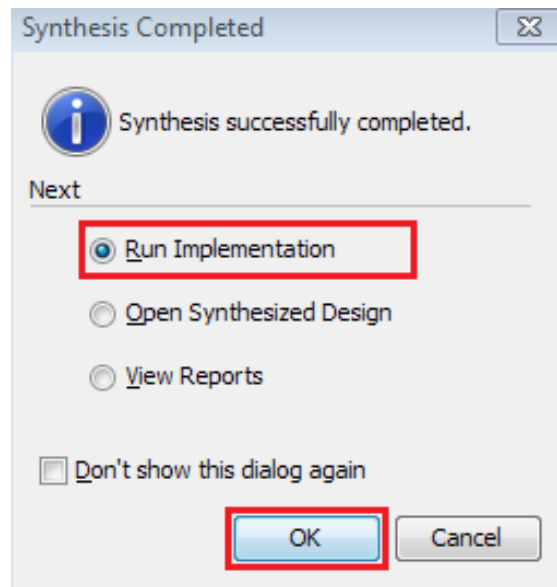 Synthesis Completed
Synthesis successfully completed.
Next
Run Implementation
Open Synthesized Design
View Reports
Don't show this dialog again
OK Cancel